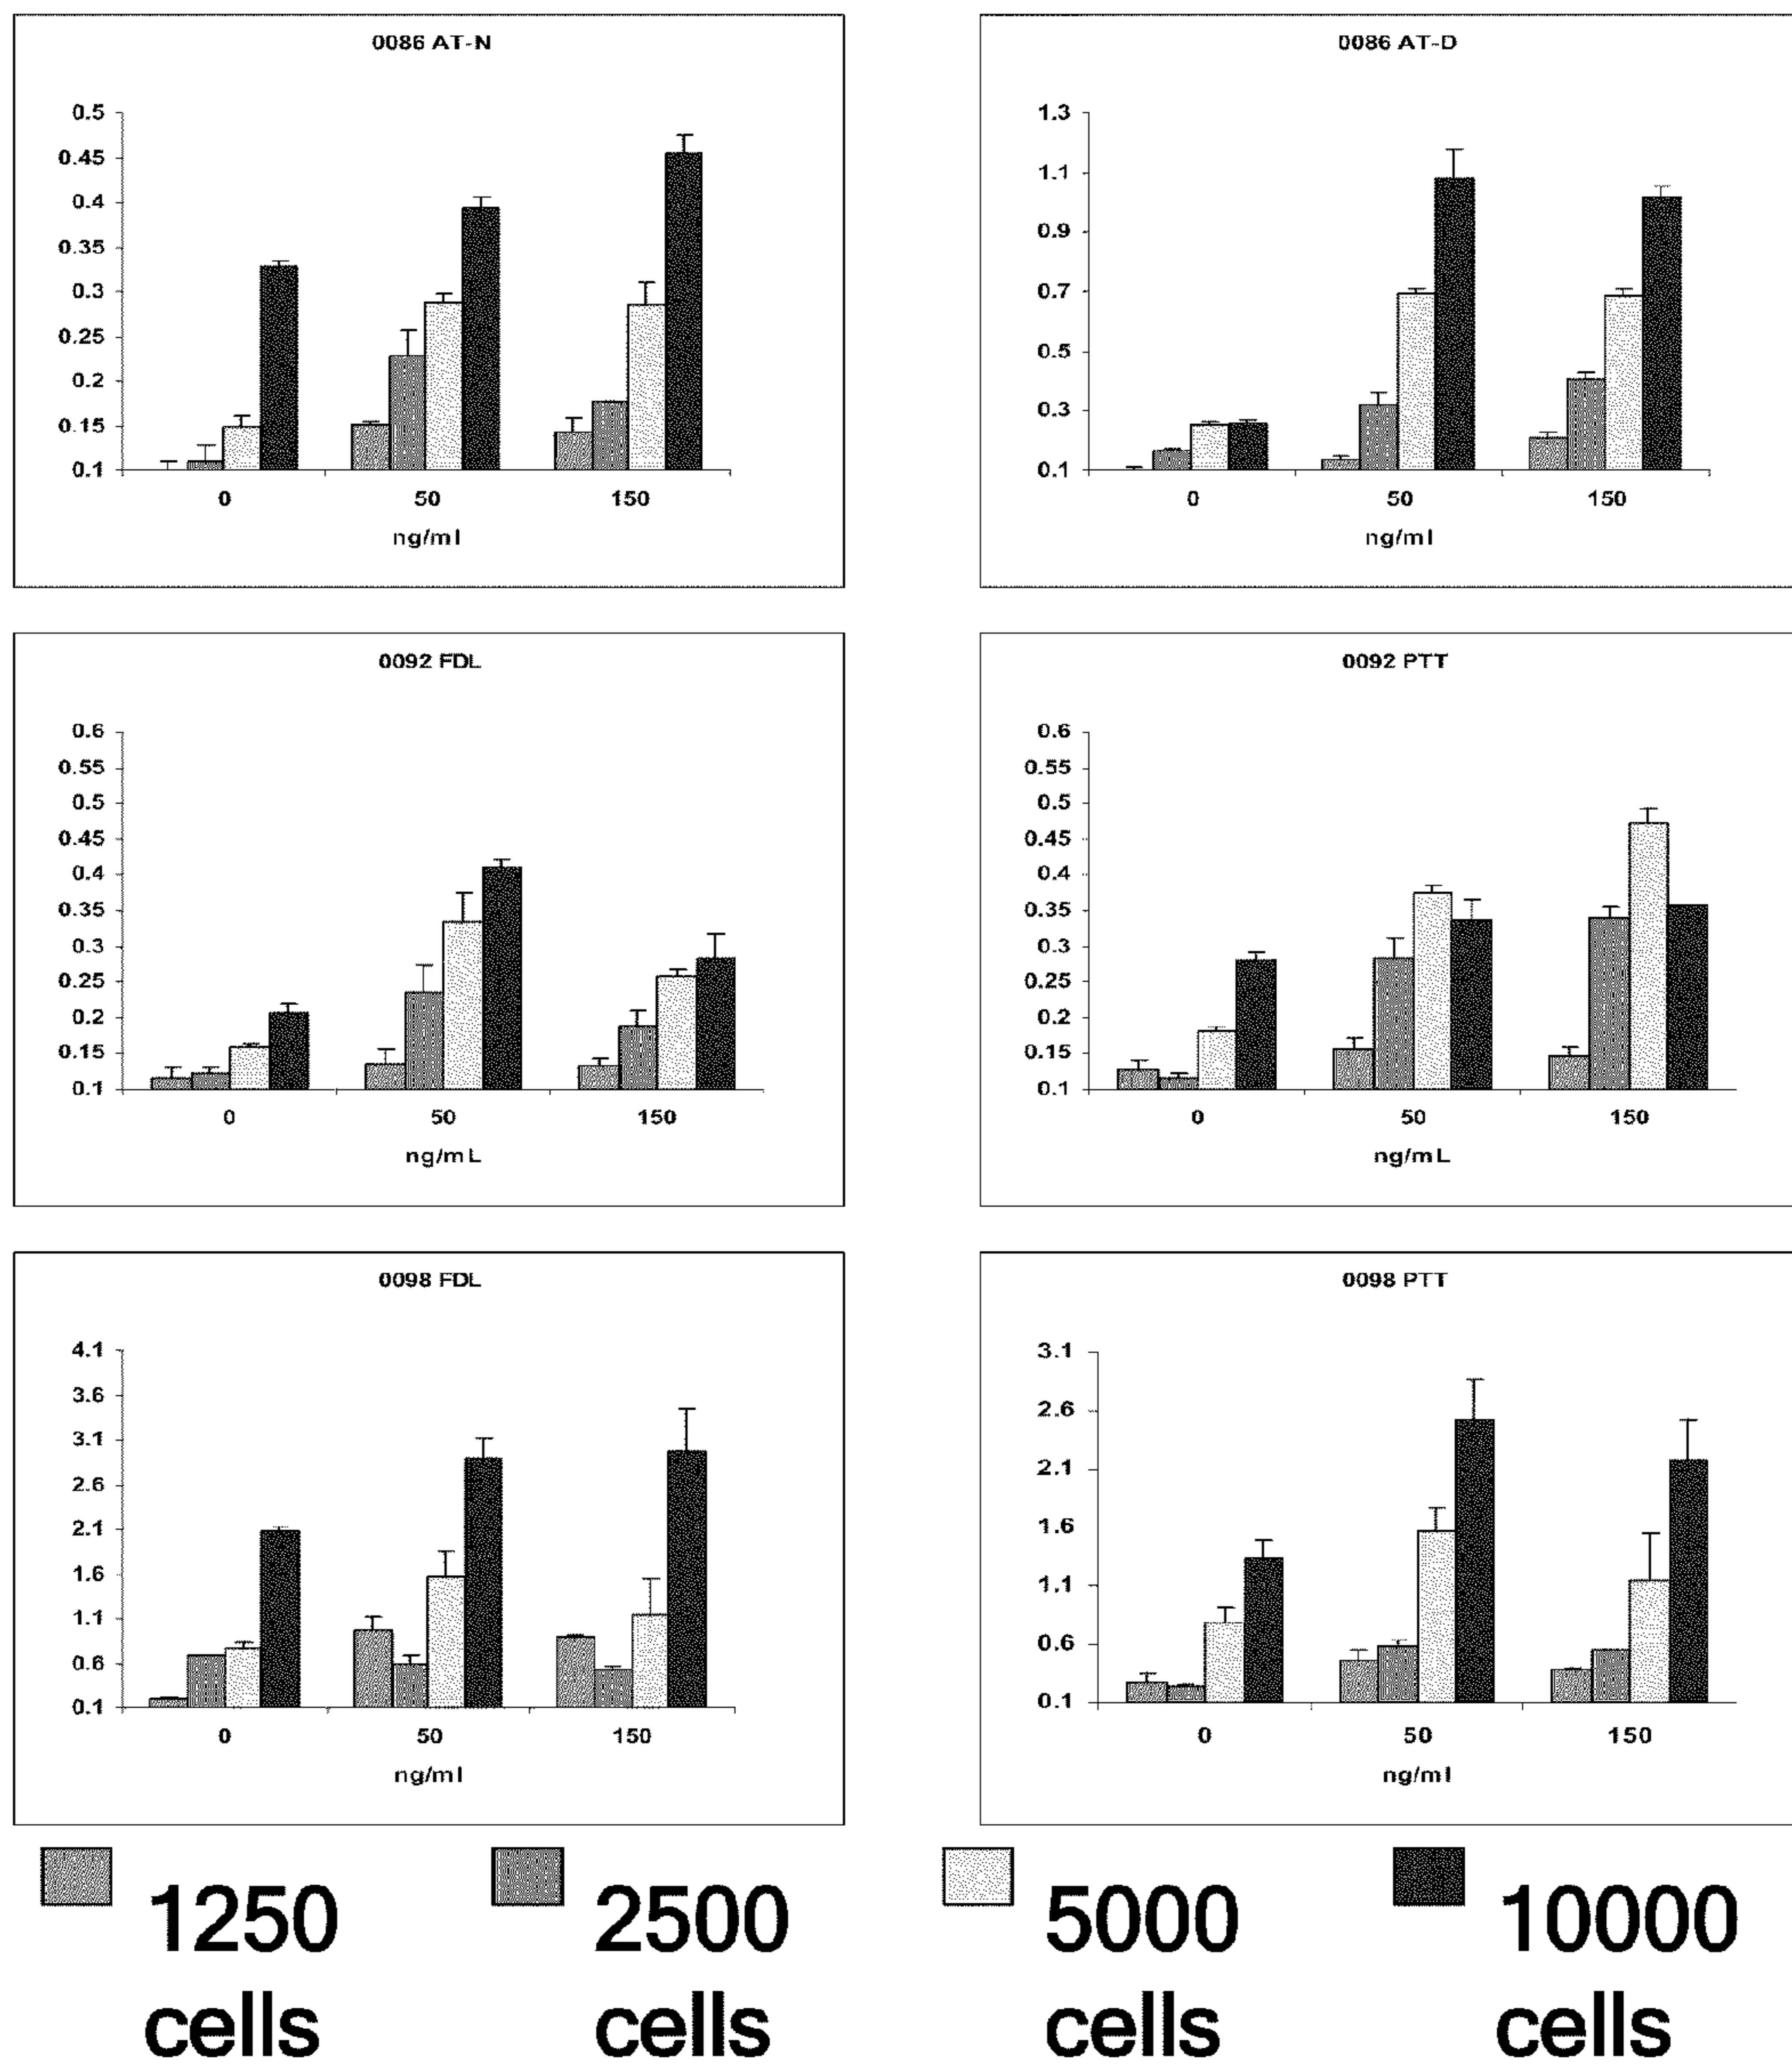 0086 AT-N
0.5
0.45
0.4
0.35
0.3
0.25
0.2
0.15
0.1
0 50 150
ng/ml
0086 AT-D
1.3
1.1
0.9
0.7
0.5
0.3
0.1
0 50 150
ng/ml
0092 FDL
0.6
0.55
0.5
0.45
0.4
0.35
0.3
0.25
0.2
0.15
0.1
0 50 150
ng/mL
0092 PTT
0.6
0.55
0.5
0.45
0.4
0.35
0.3
0.25
0.2
0.15
0.1
0 50 150
ng/mL
0098 FDL
4.1
3.6
3.1
2.6
2.1
1.6
1.1
0.6
0.1
0 50 150
ng/ml
0098 PTT
3.1
2.6
2.1
1.6
1.1
0.6
0.1
0 50 150
ng/ml
1250
cells
2500
cells
5000
cells
10000
cells